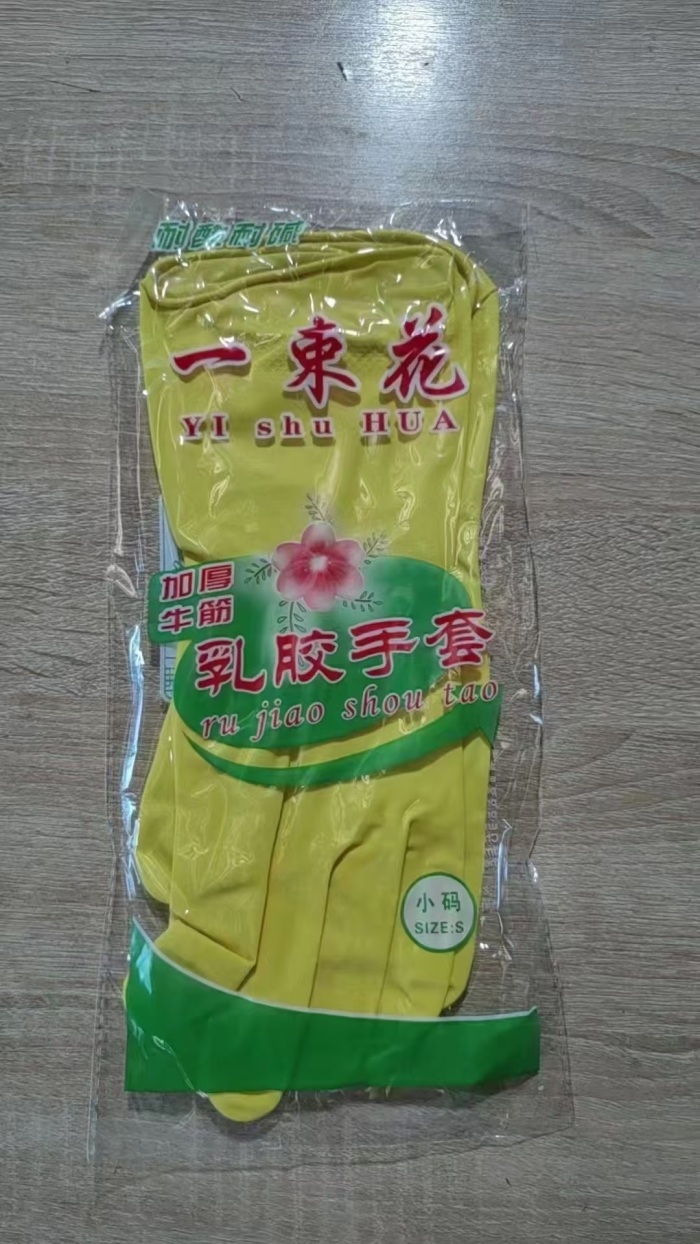 耐酸耐碱
一束花
YI shu HUA
加厚
牛筋
乳胶手套
ru jiao shou tao
小码
SIZE:S